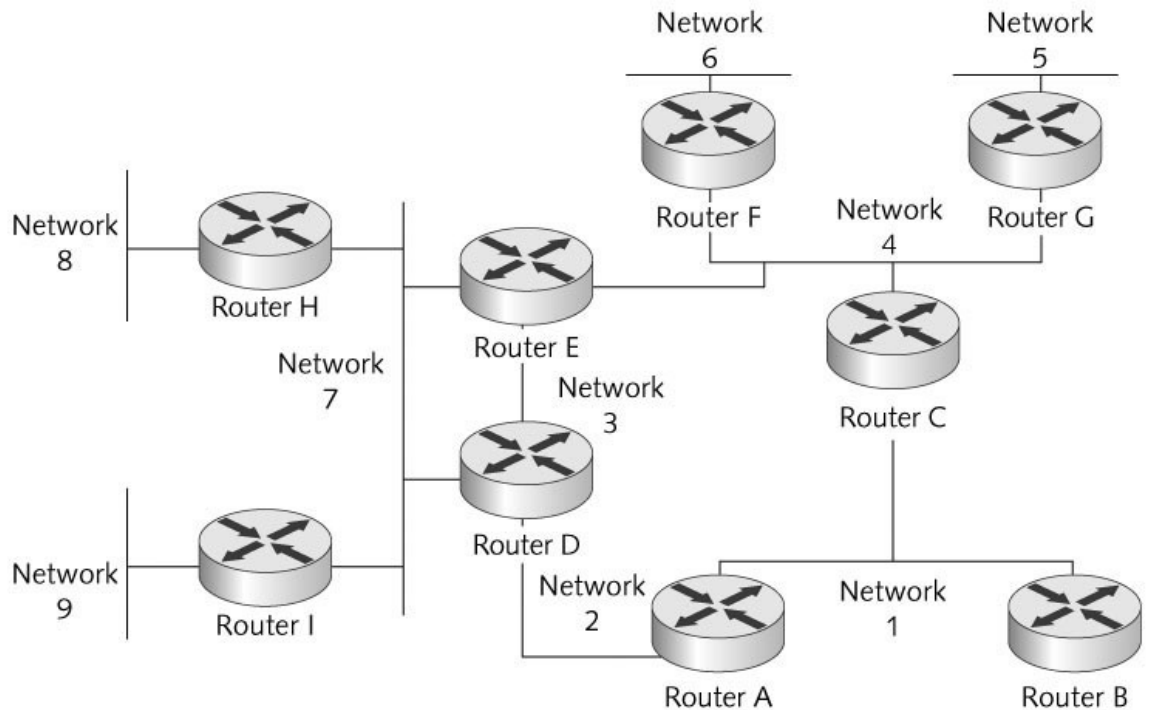 Network
6
Network
5
Router F
Network
4
Router G
Network
8
Router H
Router E
Network
7
Network
3
Router C
Router D
Network
9
Router I
Network
2
Network
1
Router A
Router B